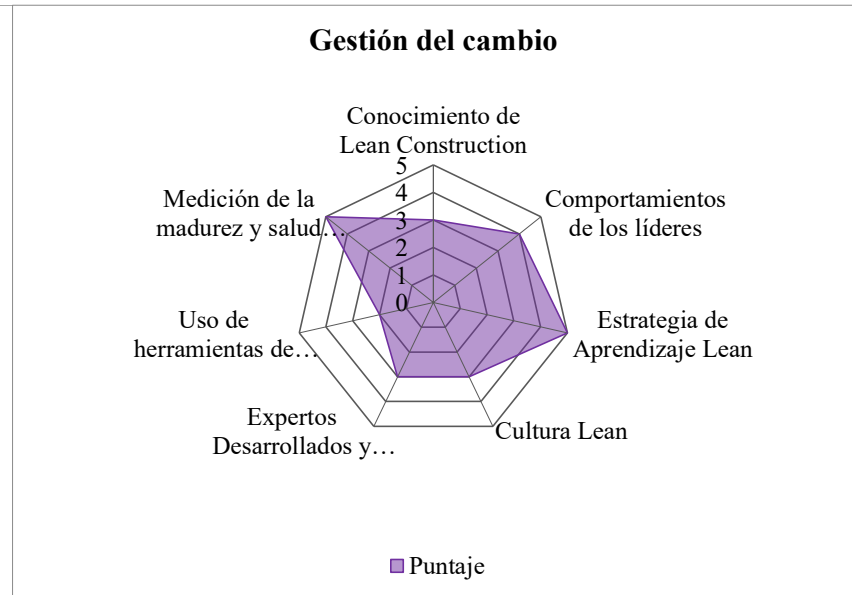 Gestión del cambio
Conocimiento de
Lean Construction
5
4
3
2
1
0
Comportamientos
de los líderes
Estrategia de
Aprendizaje Lean
Cultura Lean
Expertos
Desarrollados y…
Uso de
herramientas de…
Medición de la
madurez y salud…
Puntaje